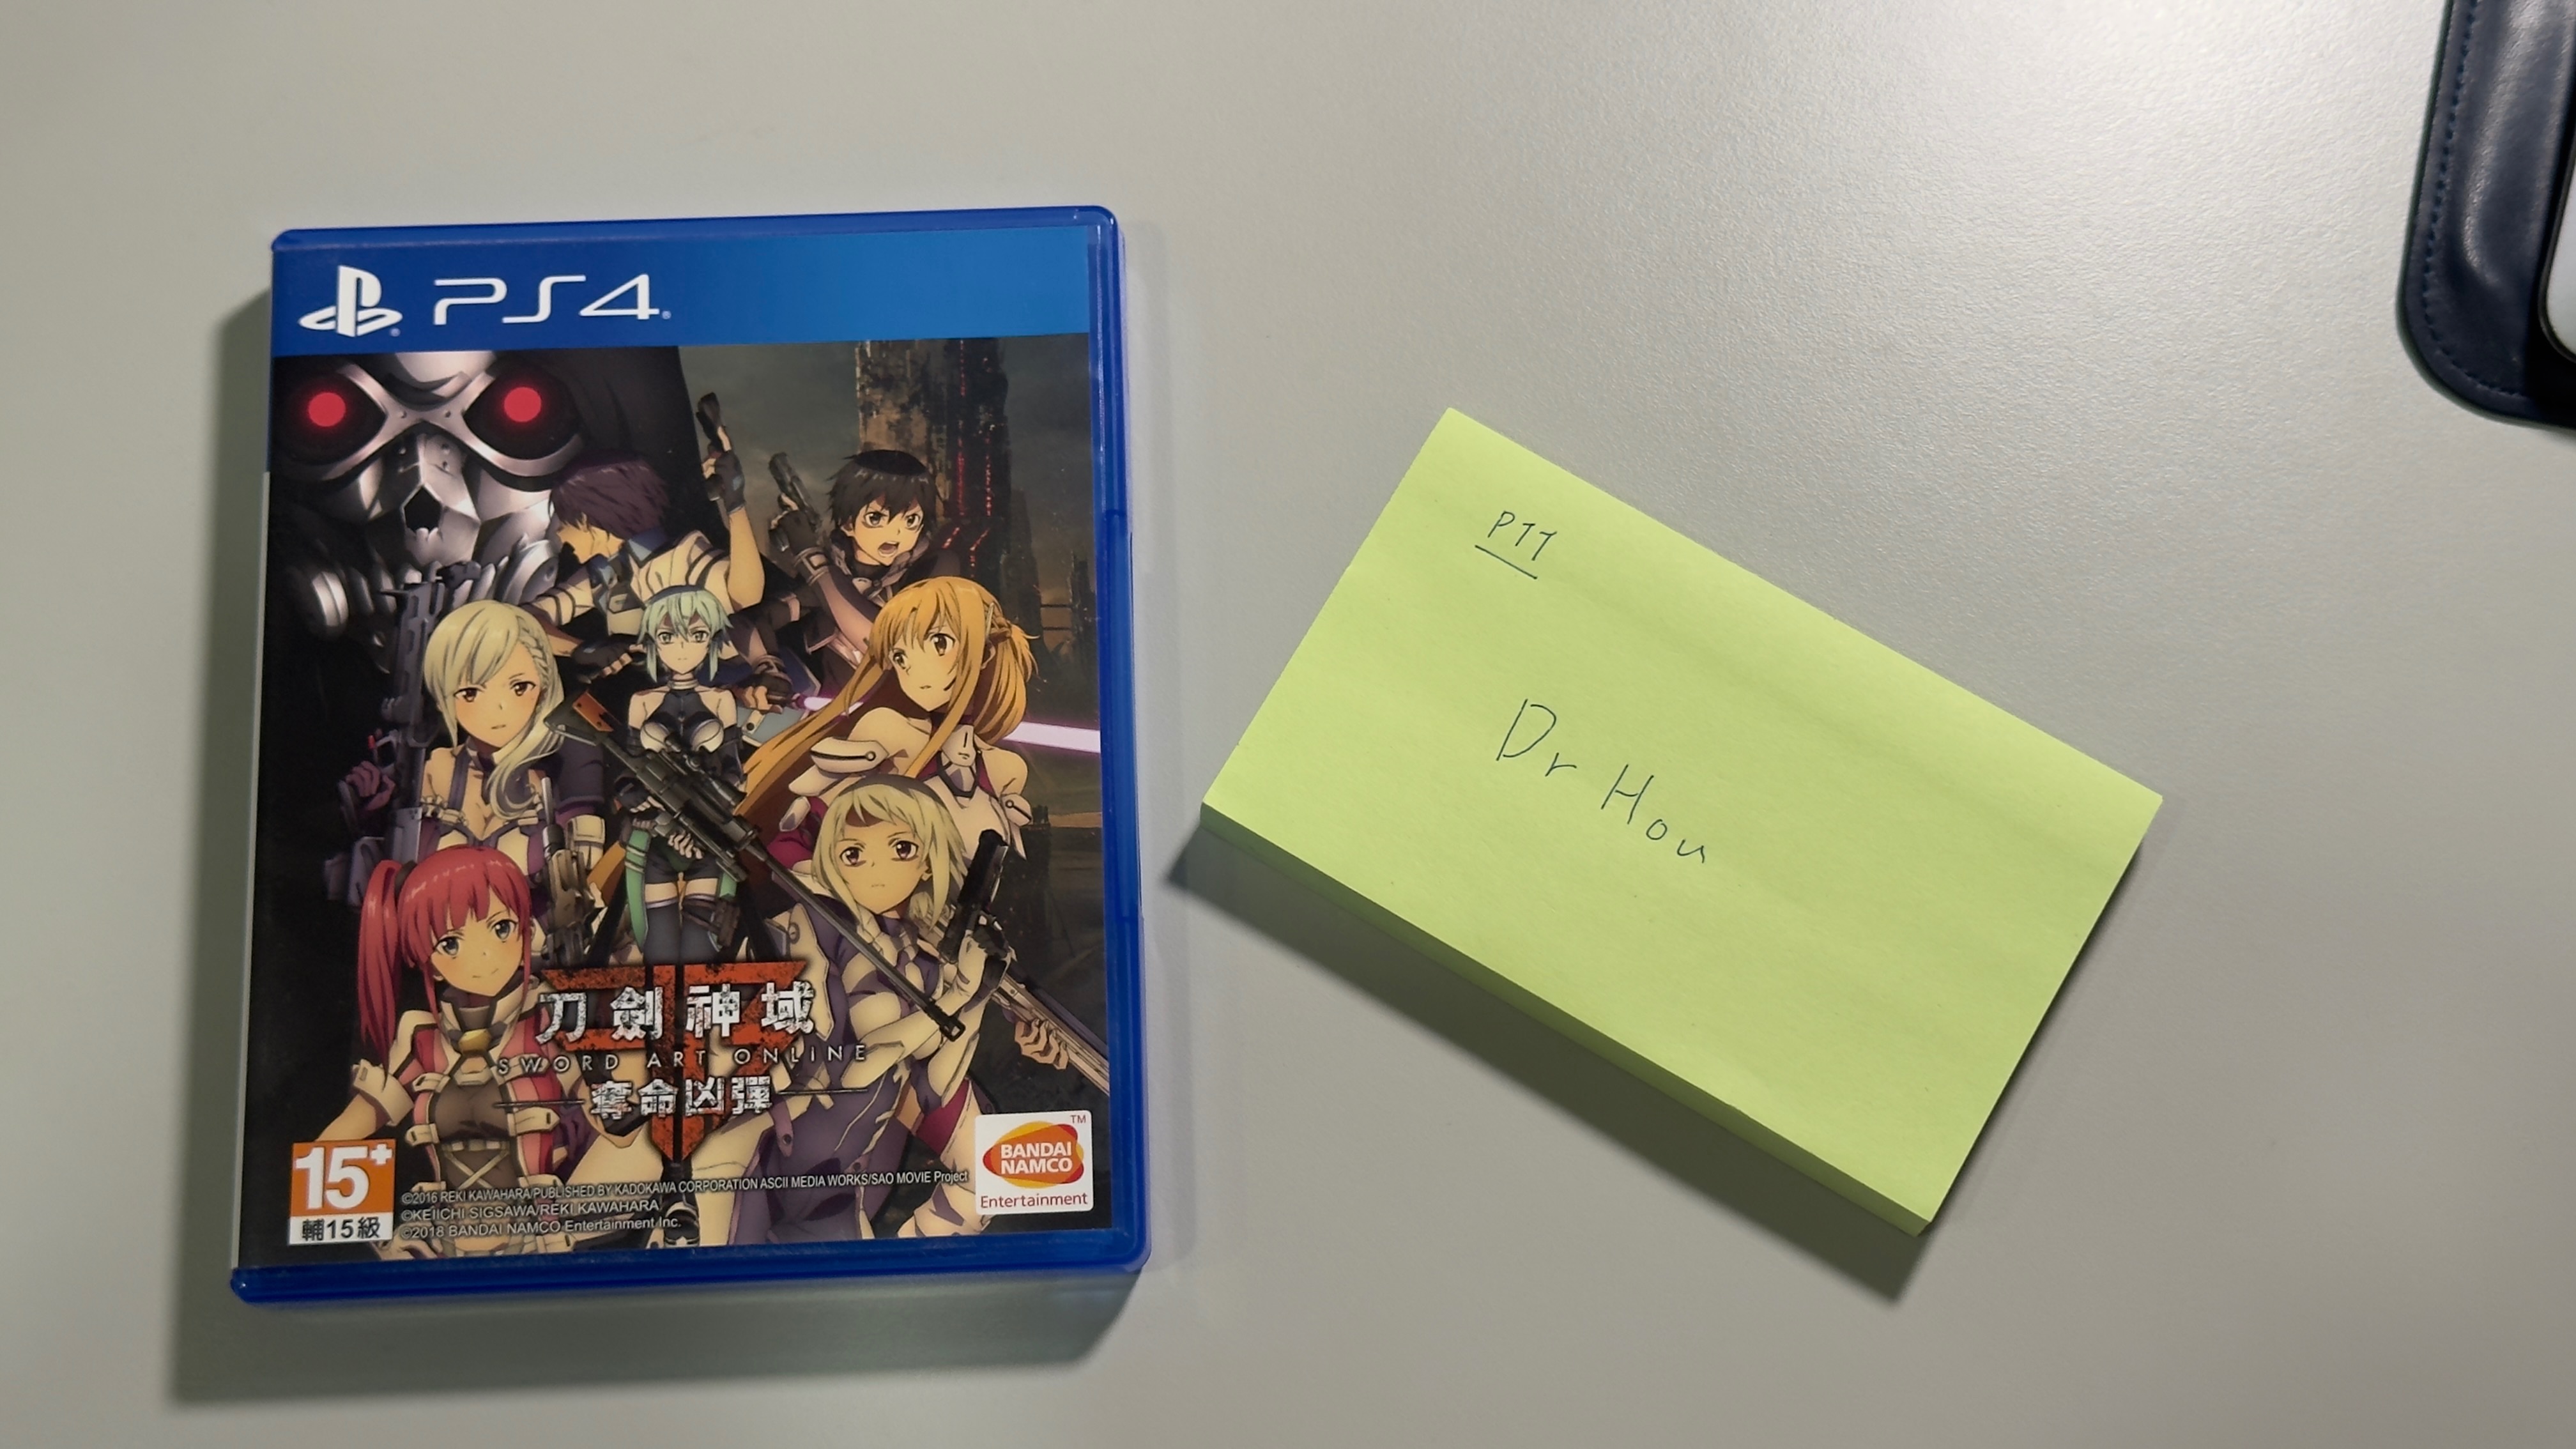 PS4
刀劍神域
SWORD ART ONLINE
奪命凶彈
15+
輔15級
©2016 REKI KAWAHARA/PUBLISHED BY KADOKAWA CORPORATION ASCII MEDIA WORKS/SAO MOVIE Project
©KEIICHI SIGSAWA/REKI KAWAHARA
©2018 BANDAI NAMCO Entertainment Inc.
TM
BANDAI
NAMCO
Entertainment
PTT
Dr Hou